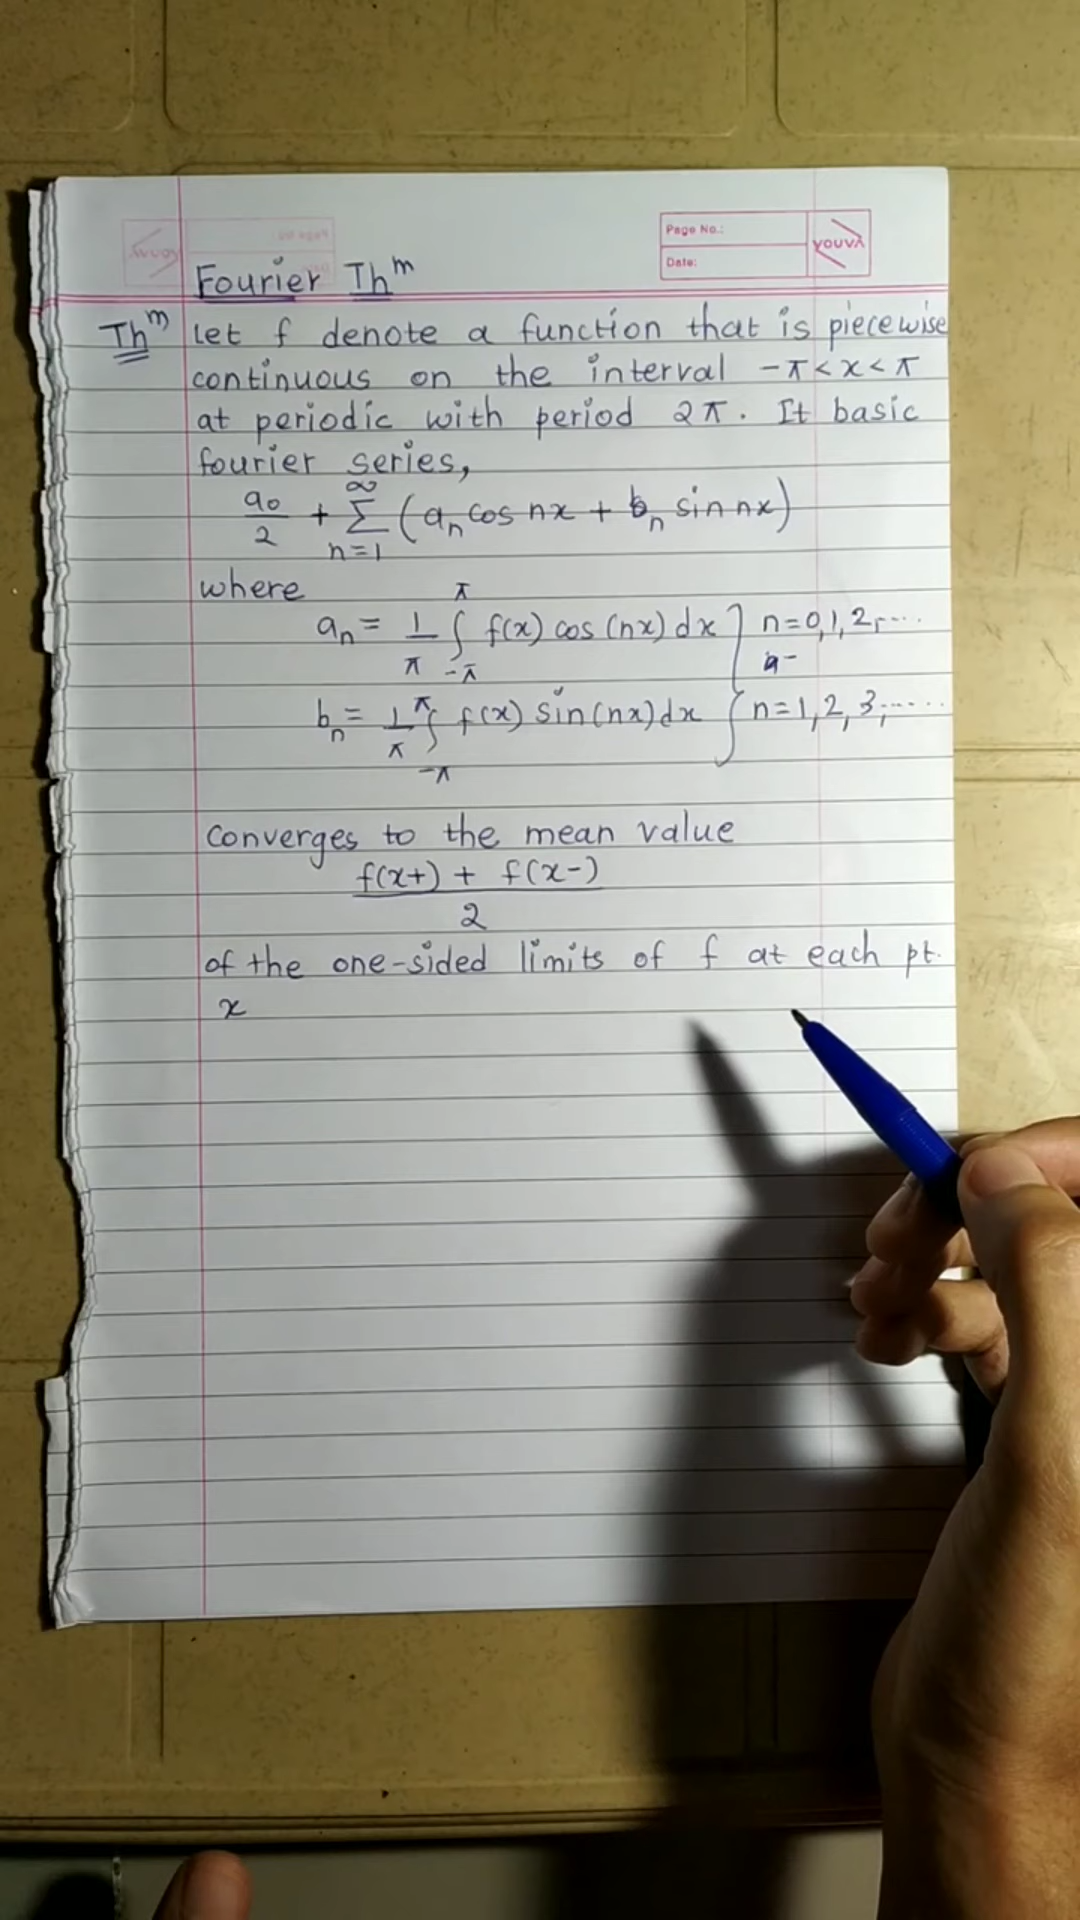 Page No.:
Date:
YOUVA
Fourier Thᵐ
Thᵐ Let f denote a function that is piecewise
continuous on the interval -π < x < π
at periodic with period 2π. It basic
fourier series,
a₀/2 + ∞Σn=1 (aₙ cos nx + bₙ sin nx)
where
aₙ = 1/π ∫_{-π}^{π} f(x) cos (nx) dx } n=0,1,2,....
bₙ = 1/π ∫_{-π}^{π} f(x) sin(nx) dx } n=1,2,3,.....
converges to the mean value
f(x+) + f(x-)
2
of the one-sided limits of f at each pt.
x